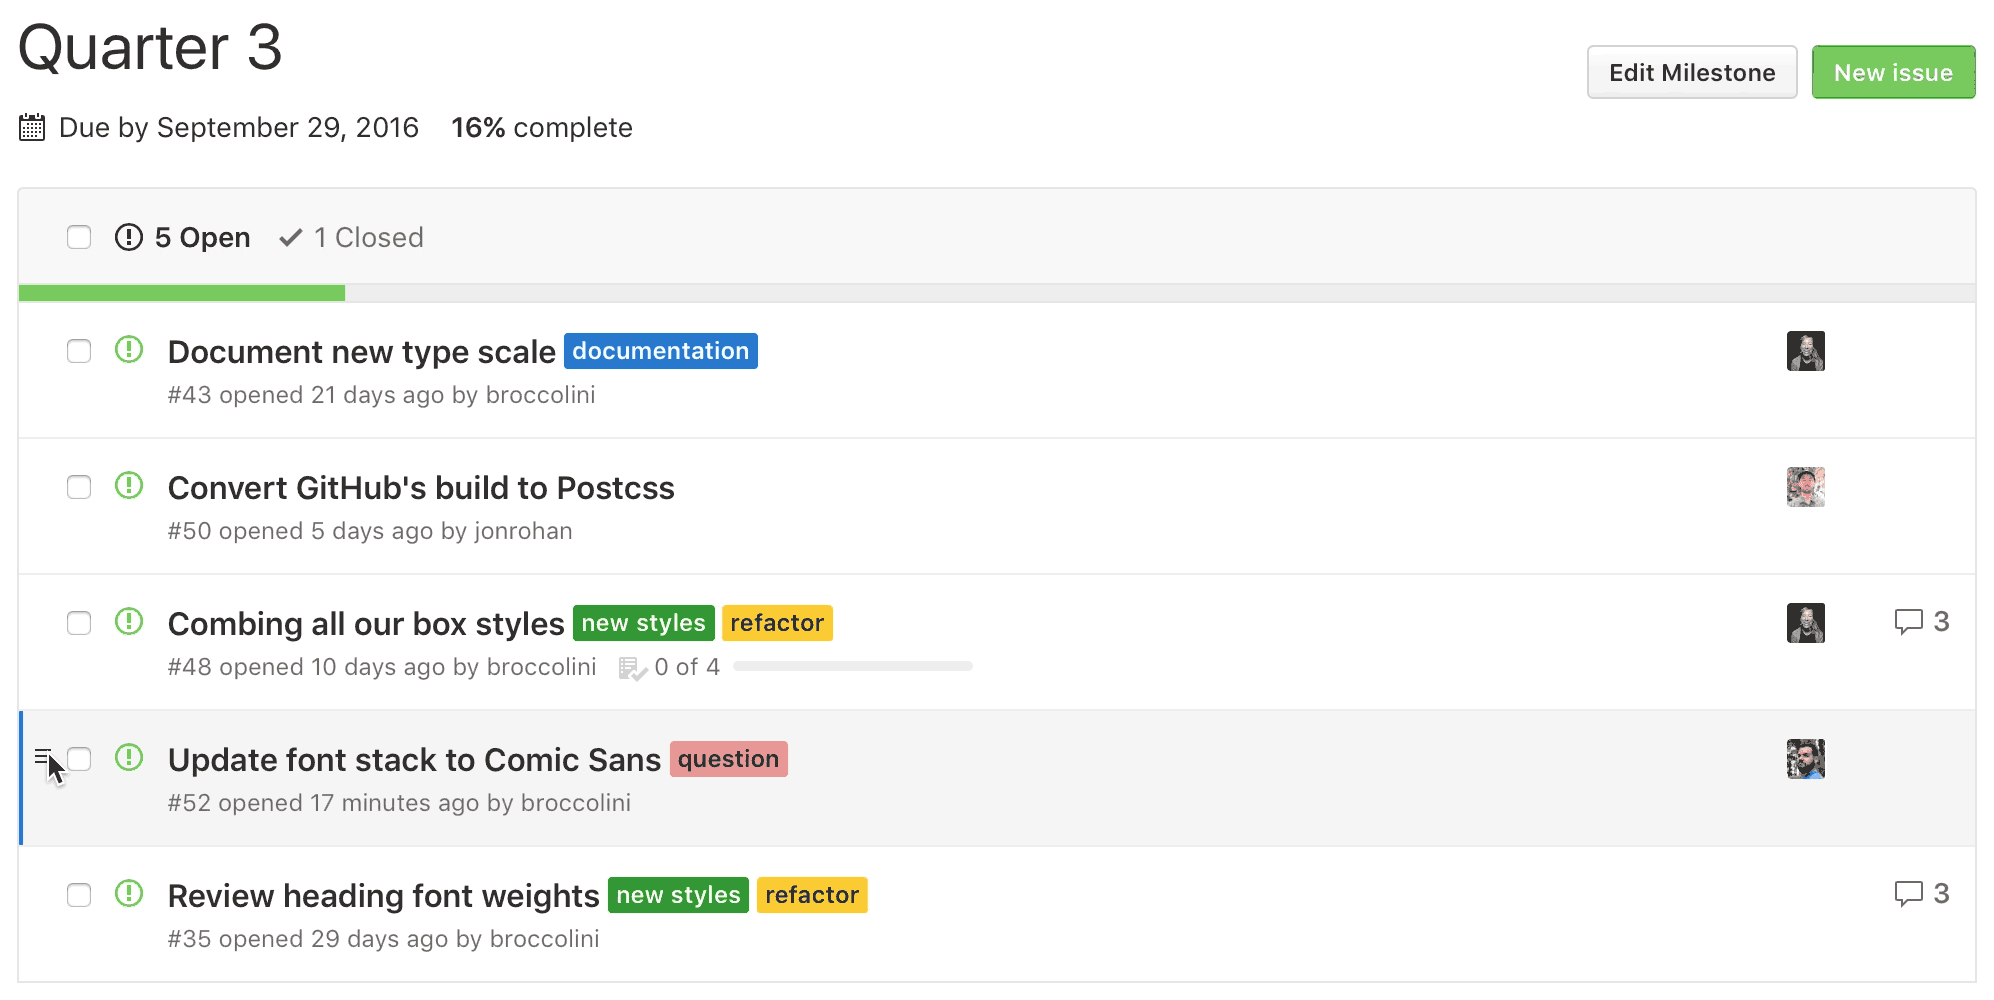 Quarter 3
Edit Milestone
New issue
Due by September 29, 2016 16% complete
5 Open 1 Closed
Document new type scale documentation
#43 opened 21 days ago by broccolini
Convert GitHub's build to Postcss
#50 opened 5 days ago by jonrohan
Combing all our box styles new styles refactor 3
#48 opened 10 days ago by broccolini 0 of 4
Update font stack to Comic Sans question
#52 opened 17 minutes ago by broccolini
Review heading font weights new styles refactor 3
#35 opened 29 days ago by broccolini